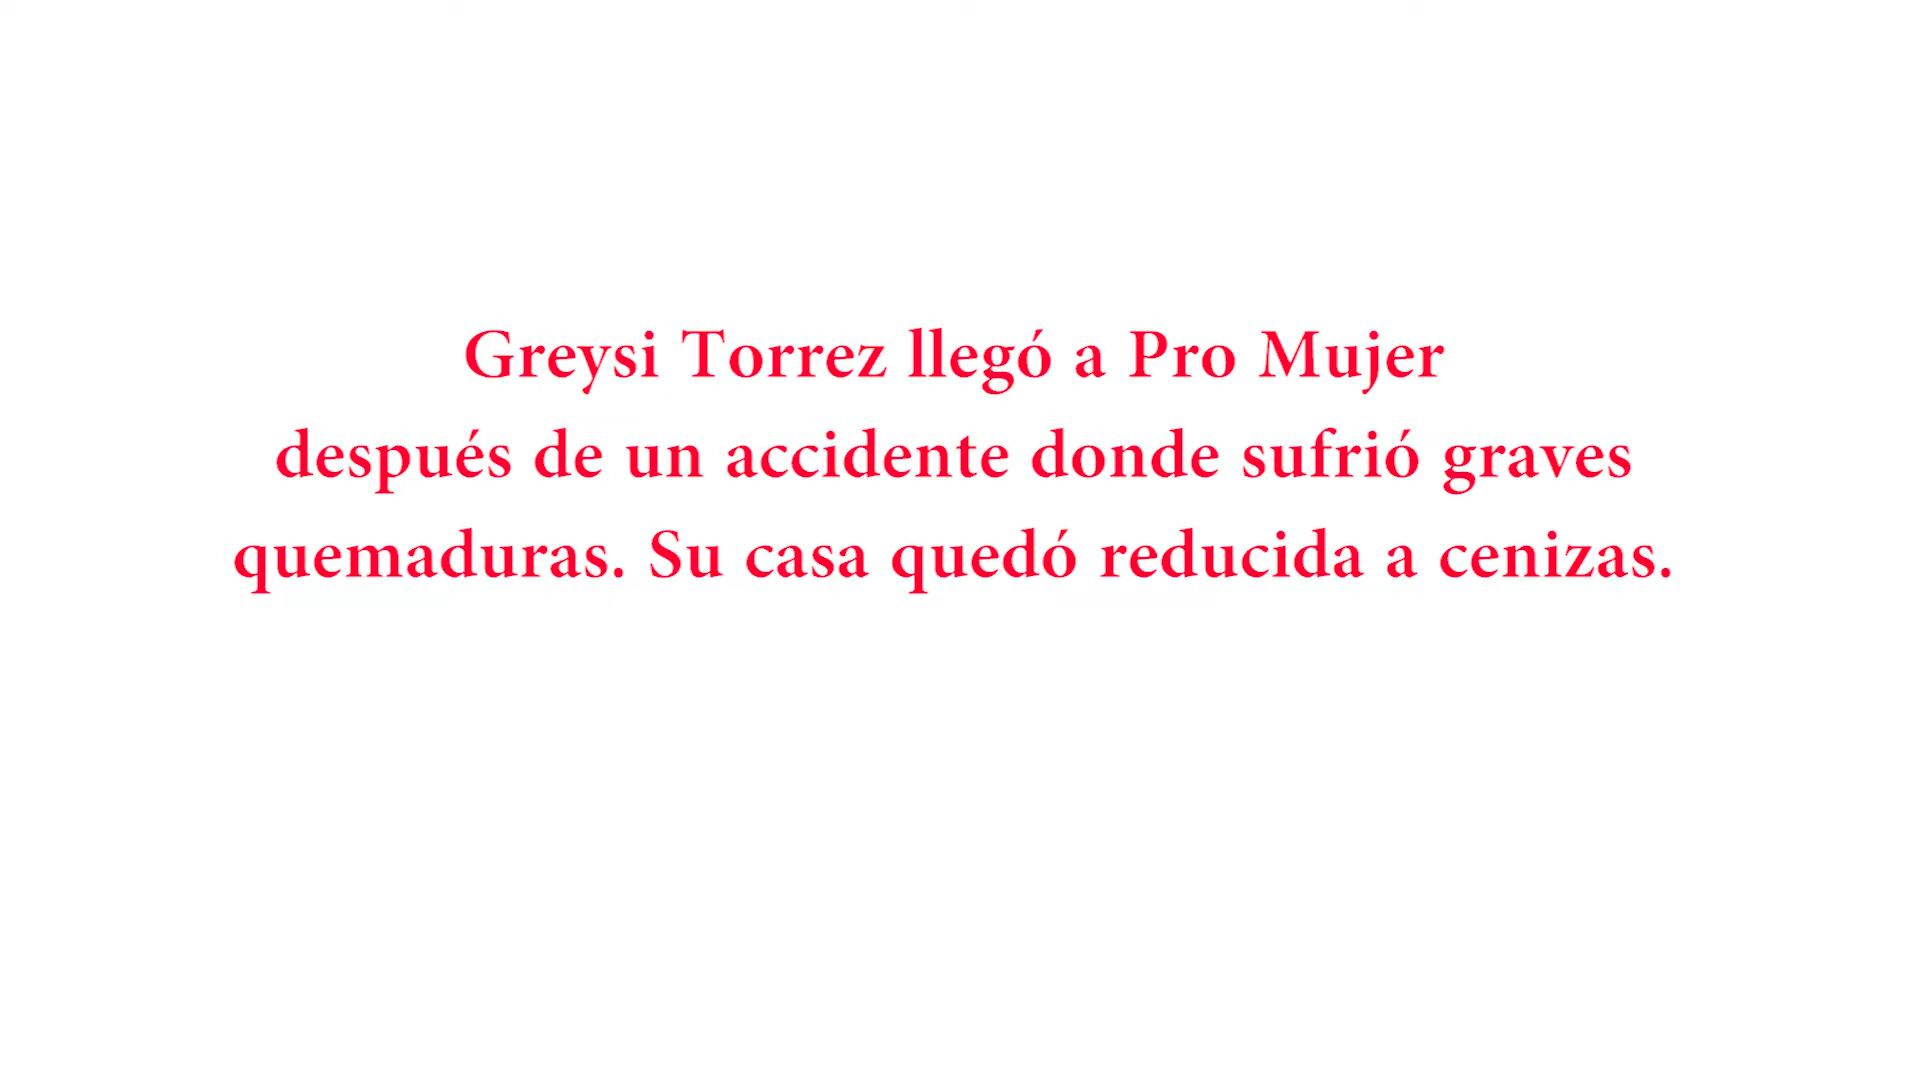 Greysi Torrez llegó a Pro Mujer
después de un accidente donde sufrió graves
quemaduras. Su casa quedó reducida a cenizas.